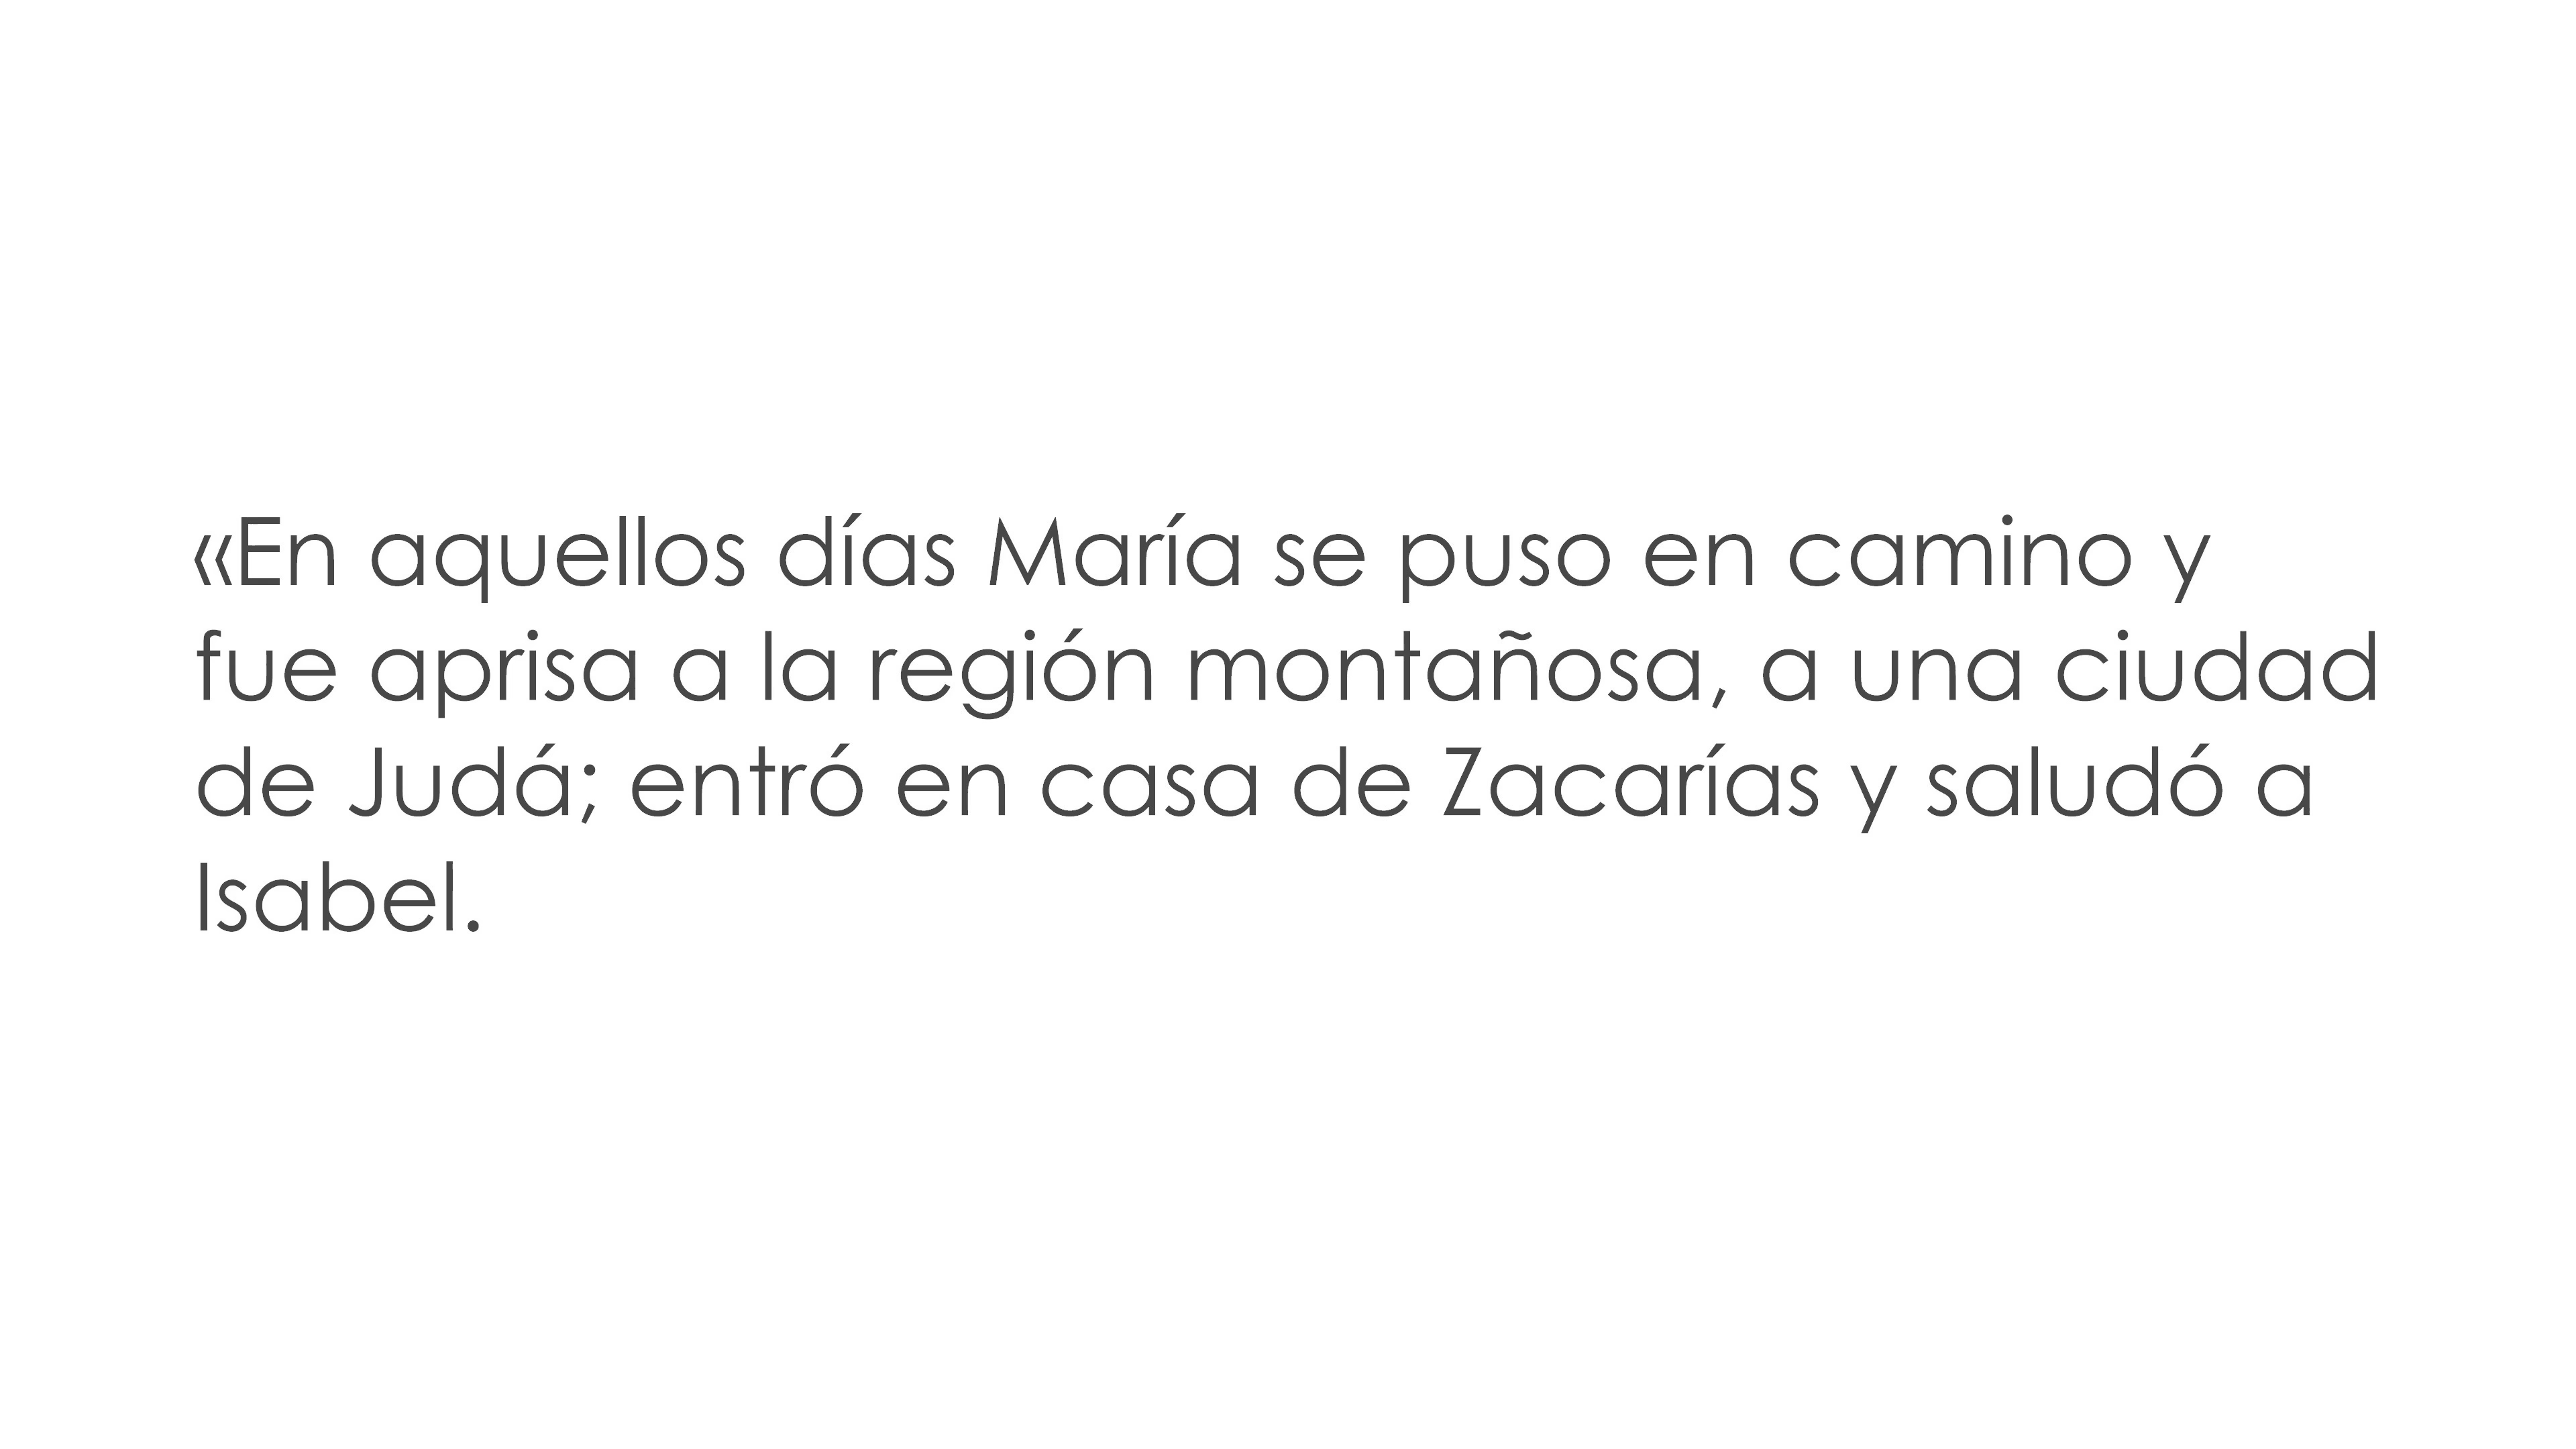 «En aquellos días María se puso en camino y
fue aprisa a la región montañosa, a una ciudad
de Judá; entró en casa de Zacarías y saludó a
Isabel.